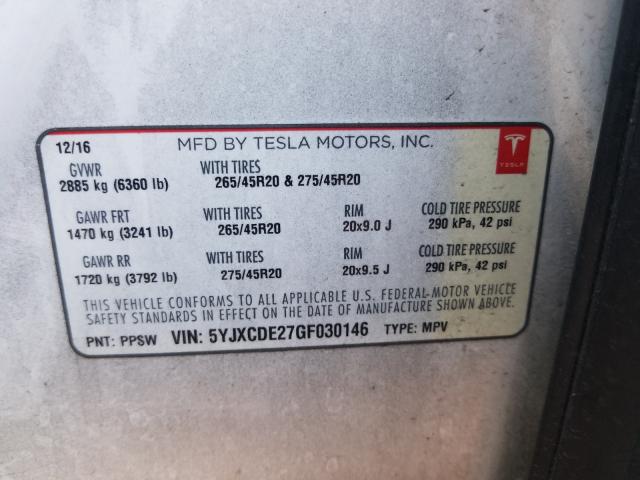 12/16 MFD BY TESLA MOTORS, INC.
TESLA
GVWR WITH TIRES
2885 kg (6360 lb) 265/45R20 & 275/45R20
GAWR FRT WITH TIRES RIM COLD TIRE PRESSURE
1470 kg (3241 lb) 265/45R20 20x9.0 J 290 kPa, 42 psi
GAWR RR WITH TIRES RIM COLD TIRE PRESSURE
1720 kg (3792 lb) 275/45R20 20x9.5 J 290 kPa, 42 psi
THIS VEHICLE CONFORMS TO ALL APPLICABLE U.S. FEDERAL-MOTOR VEHICLE
SAFETY STANDARDS IN EFFECT ON THE DATE OF MANUFACTURE SHOWN ABOVE.
PNT: PPSW VIN: 5YJXCDE27GF030146 TYPE: MPV